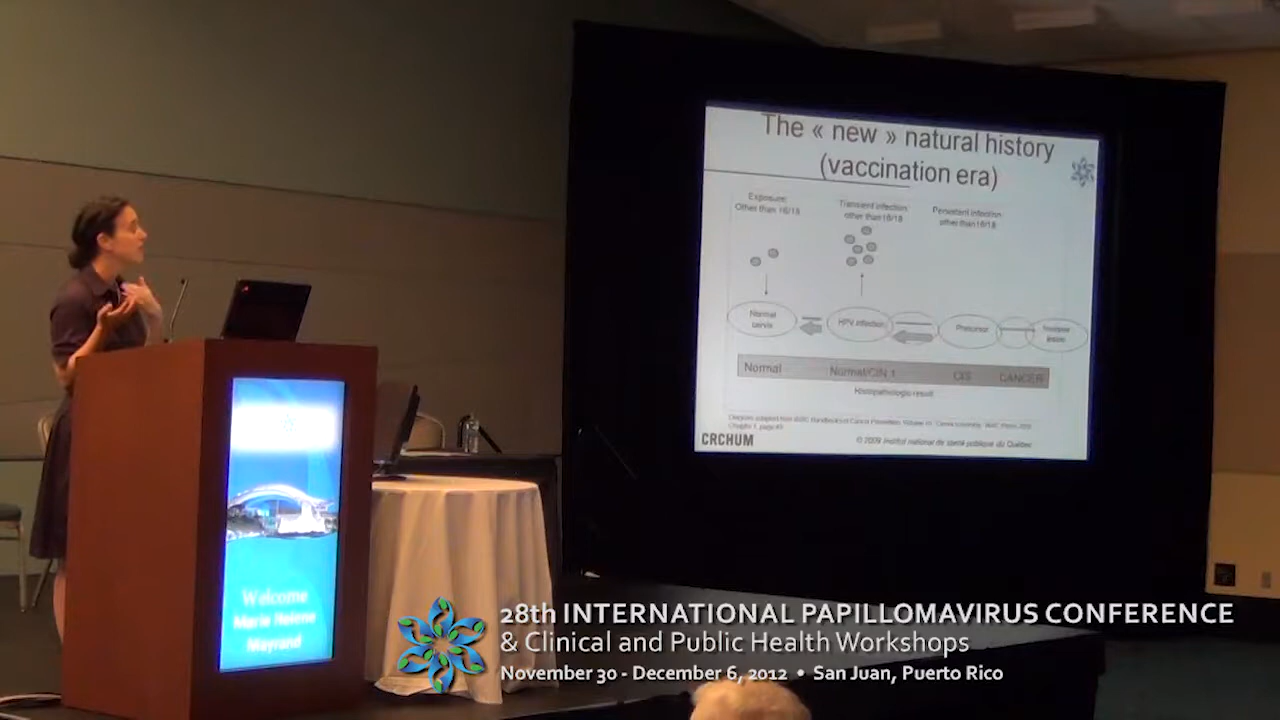 The « new » natural history
(vaccination era)
Exposure:
Other than 16/18
Transient infection:
other than 16/18
Persistent infection:
other than 16/18
Normal
cervix
HPV infection
Precursor
Invasive
lesion
Normal
Normal/CIN 1
CIS
CANCER
Histopathologic result
Chapter 1, page
CRCHUM
© 2009 Institut national de santé publique du Québec
Welcome
Marie Helene
Mayrand
28th INTERNATIONAL PAPILLOMAVIRUS CONFERENCE
& Clinical and Public Health Workshops
November 30 - December 6, 2012 • San Juan, Puerto Rico